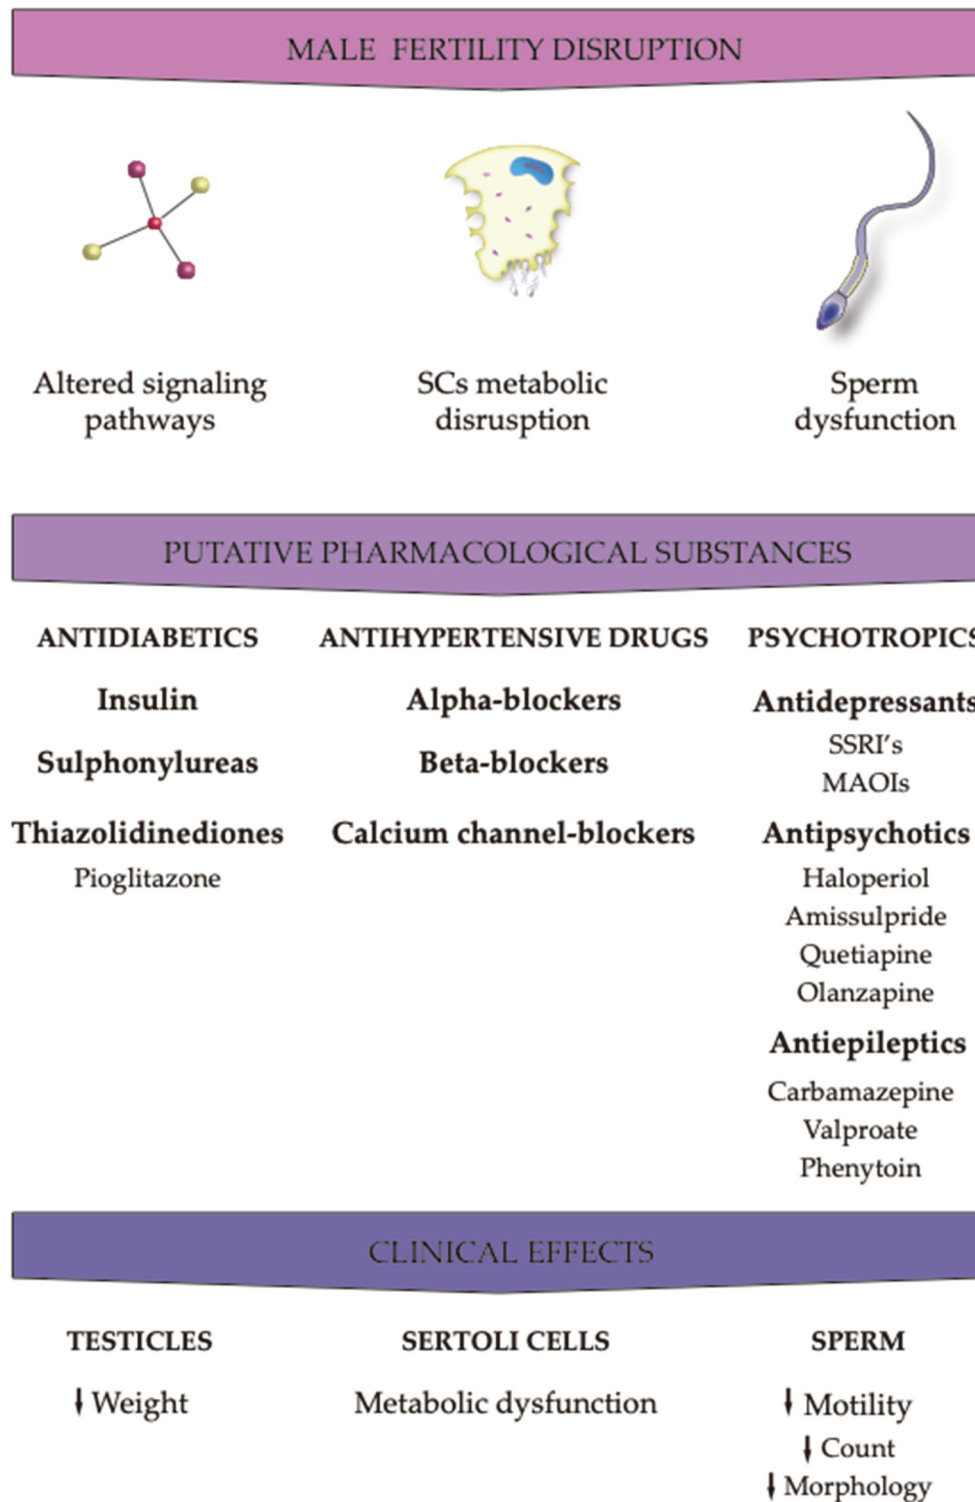 MALE FERTILITY DISRUPTION
Altered signaling
pathways
SCs metabolic
disrusption
Sperm
dysfunction
PUTATIVE PHARMACOLOGICAL SUBSTANCES
ANTIDIABETICS
Insulin
Sulphonylureas
Thiazolidinediones
Pioglitazone
ANTIHYPERTENSIVE DRUGS
Alpha-blockers
Beta-blockers
Calcium channel-blockers
PSYCHOTROPICS
Antidepressants
SSRI's
MAOIs
Antipsychotics
Haloperiol
Amissulpride
Quetiapine
Olanzapine
Antiepileptics
Carbamazepine
Valproate
Phenytoin
CLINICAL EFFECTS
TESTICLES
⬇ Weight
SERTOLI CELLS
Metabolic dysfunction
SPERM
⬇ Motility
⬇ Count
⬇ Morphology